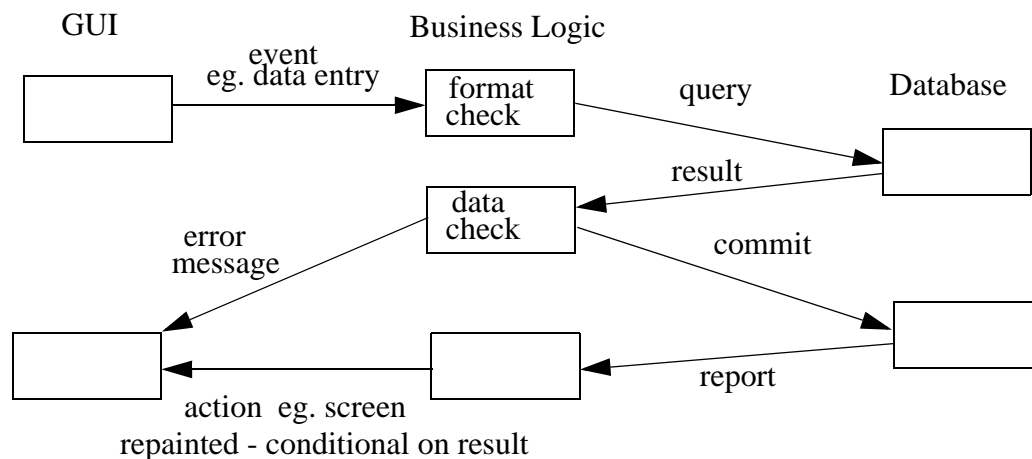 GUI
Business Logic
event
eg. data entry
format
check
query
Database
result
data
check
error
message
commit
report
action  eg. screen
repainted - conditional on result